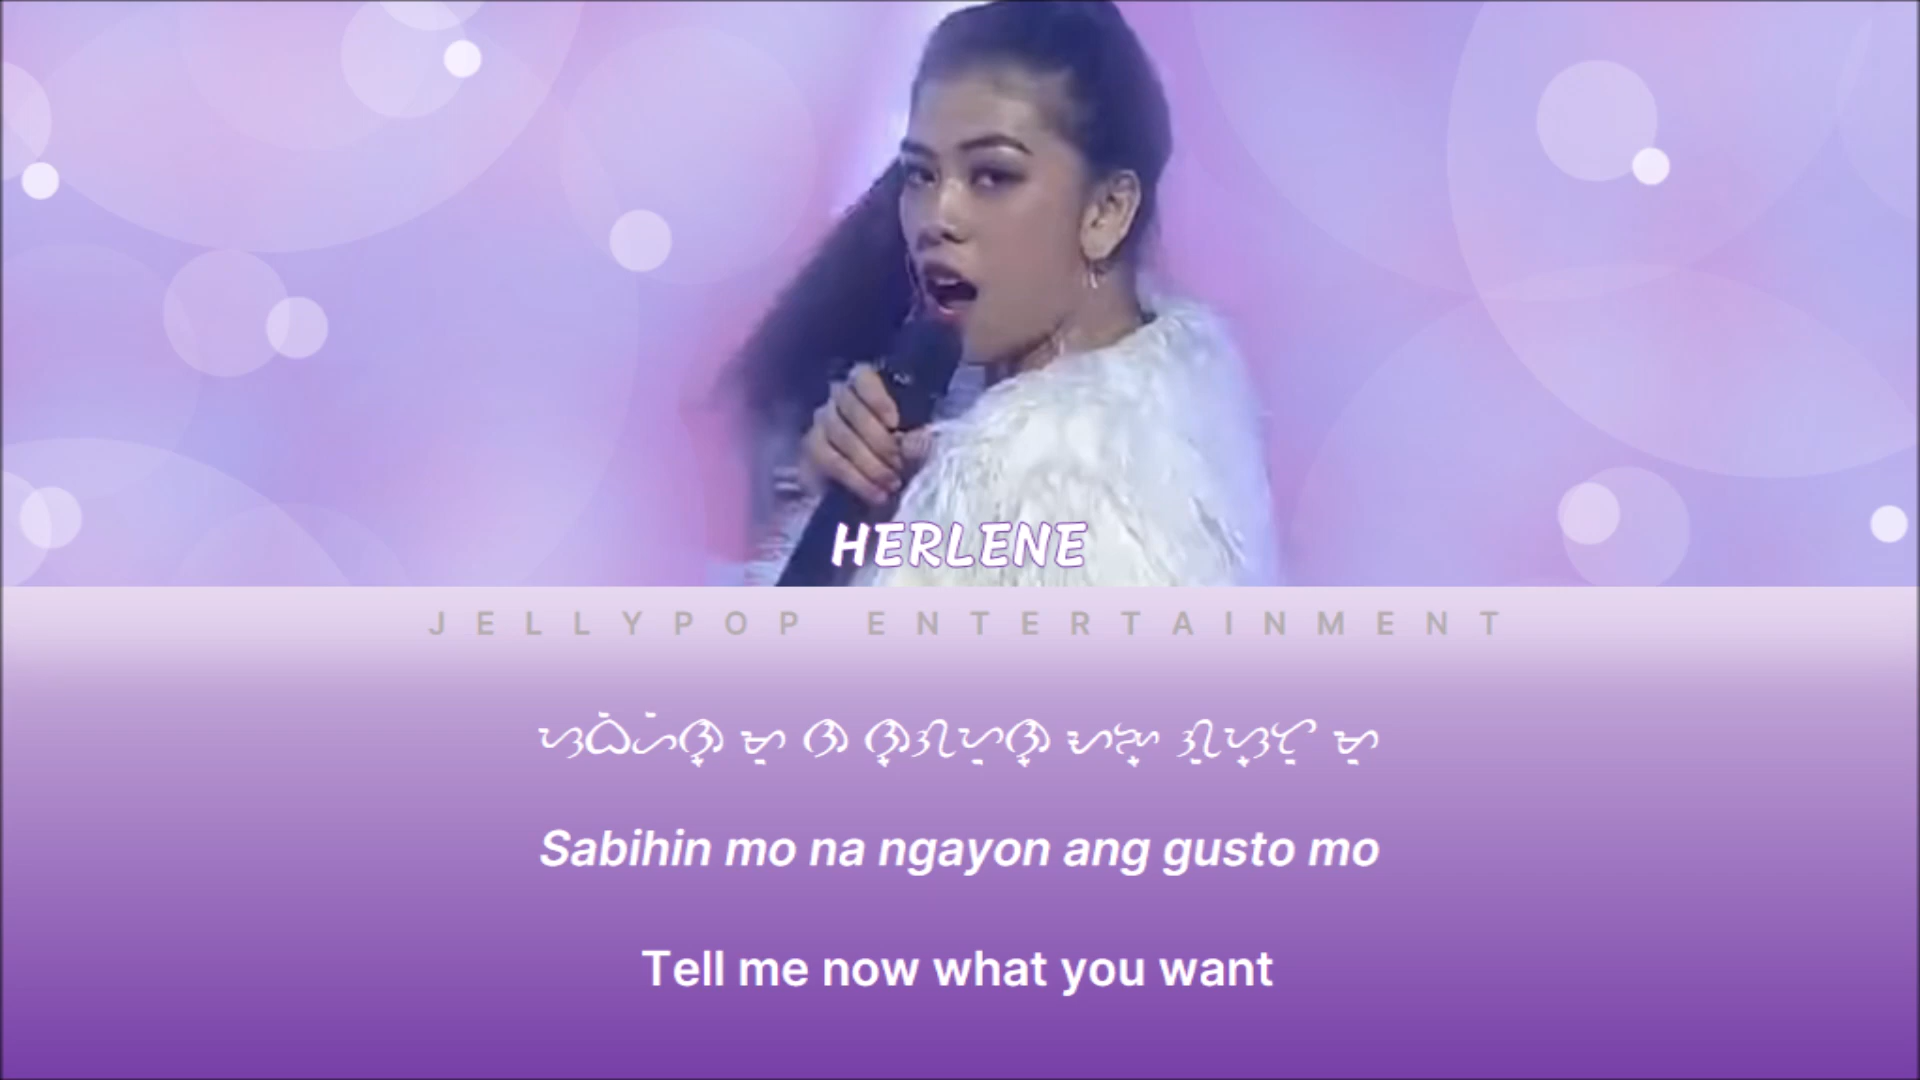 HERLENE
JELLYPOP ENTERTAINMENT
ᜐᜊᜒᜑᜒᜈ᜔ ᜋᜓ ᜈ ᜅᜌᜓᜈ᜔ ᜀᜅ᜔ ᜄᜓᜐ᜔ᜆᜓ ᜋᜓ
Sabihin mo na ngayon ang gusto mo
Tell me now what you want